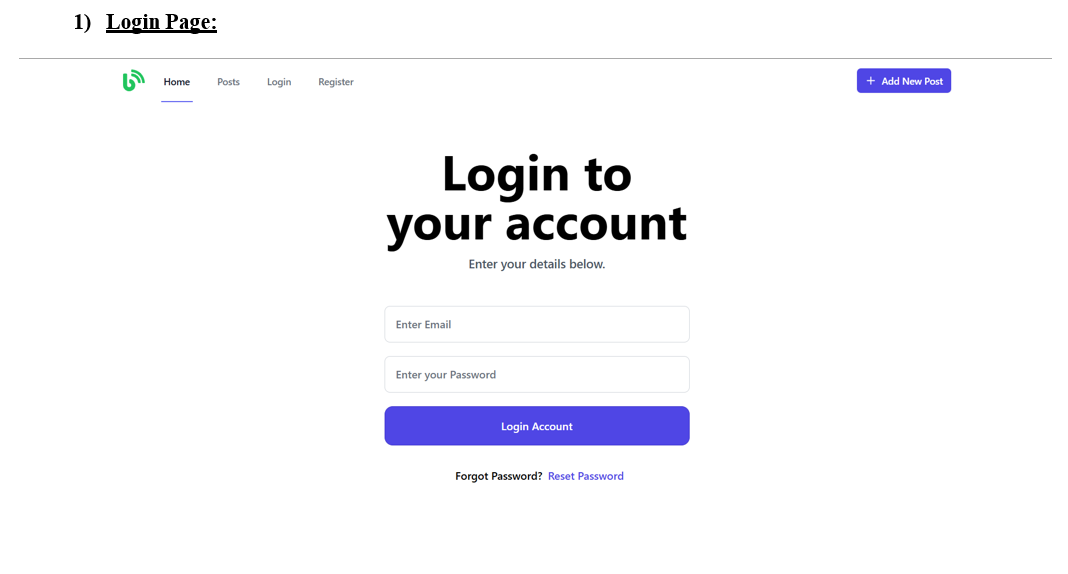 1) Login Page:
Home Posts Login Register + Add New Post
Login to
your account
Enter your details below.
Enter Email
Enter your Password
Login Account
Forgot Password? Reset Password